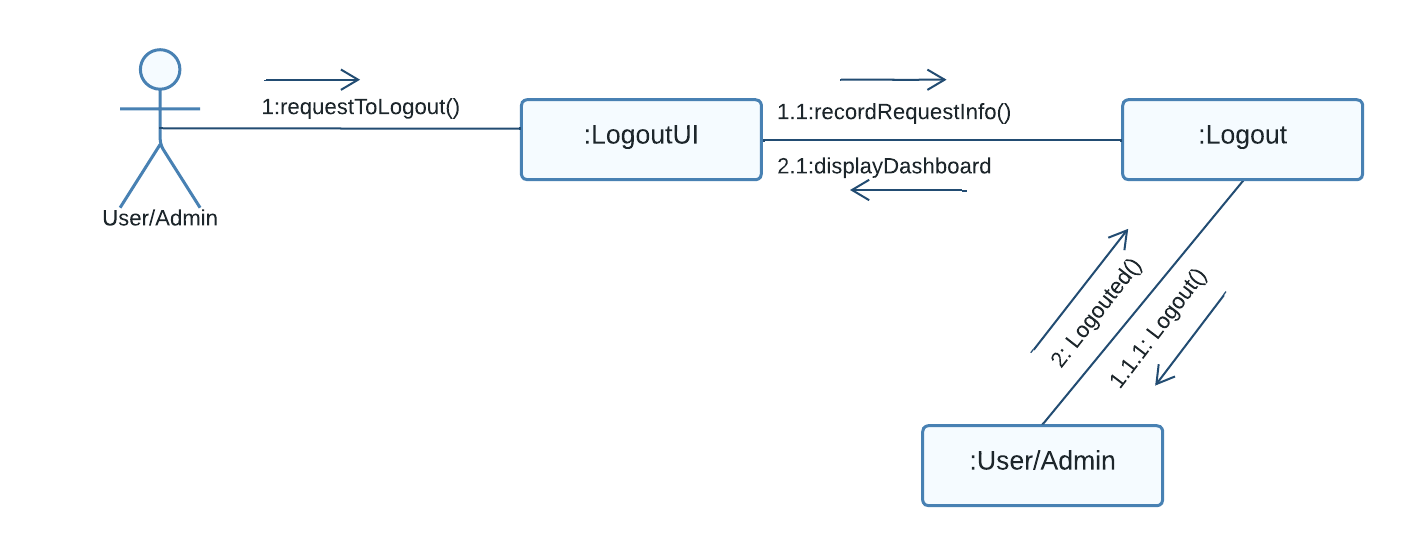 1:requestToLogout()
:LogoutUI
1.1:recordRequestInfo()
:Logout
2.1:displayDashboard
User/Admin
2: Logouted()
1.1.1: Logout()
:User/Admin